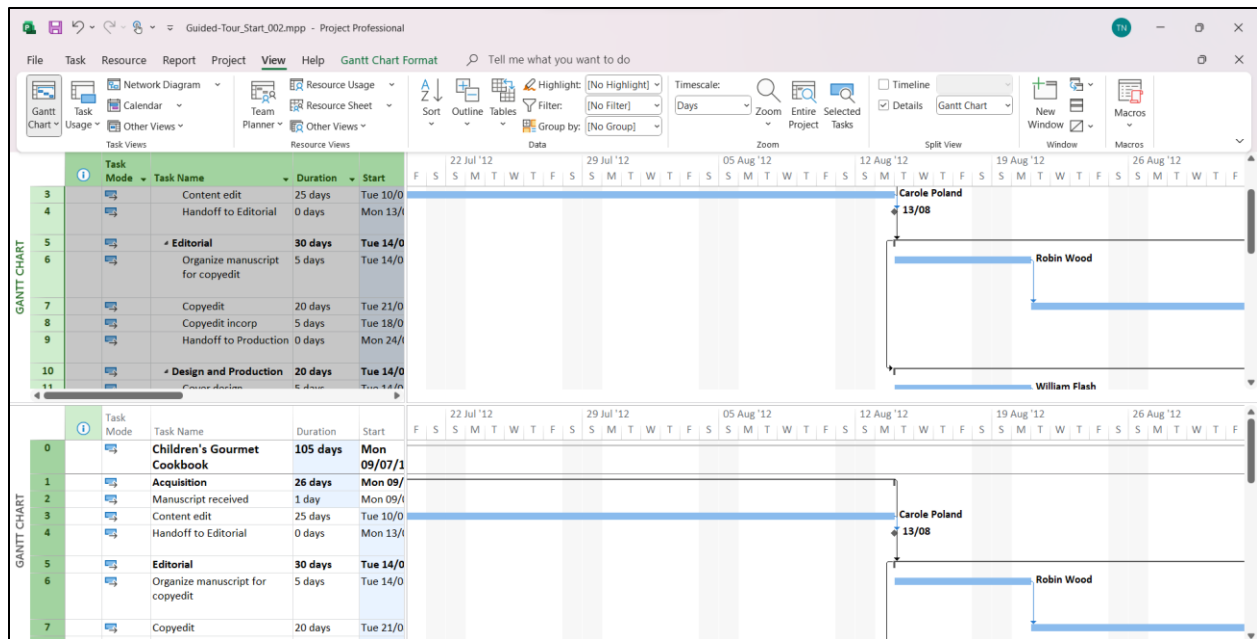 Guided-Tour_Start_002.mpp - Project Professional
TN
File Task Resource Report Project View Help Gantt Chart Format Tell me what you want to do
Gantt Chart
Task Usage
Network Diagram
Calendar
Other Views
Task Views
Team Planner
Resource Usage
Resource Sheet
Other Views
Resource Views
Sort
Outline
Tables
Highlight: [No Highlight]
Filter: [No Filter]
Group by: [No Group]
Data
Timescale:
Days
Zoom
Entire Project
Selected Tasks
Zoom
Timeline
Details Gantt Chart
Split View
New Window
Window
Macros
Macros
GANTT CHART
Task Mode Task Name Duration Start
22 Jul '12 29 Jul '12 05 Aug '12 12 Aug '12 19 Aug '12 26 Aug '12
F S S M T W T F S S M T W T F S S M T W T F S S M T W T F S S M T W T F S S M T W T F
3 Content edit 25 days Tue 10/0 Carole Poland
4 Handoff to Editorial 0 days Mon 13/0 13/08
5 Editorial 30 days Tue 14/0
6 Organize manuscript 5 days Tue 14/0 Robin Wood
for copyedit
7 Copyedit 20 days Tue 21/0
8 Copyedit incorp 5 days Tue 18/0
9 Handoff to Production 0 days Mon 24/0
10 Design and Production 20 days Tue 14/0
11 Cover design 5 days Tue 14/0 William Flash
GANTT CHART
Task Mode Task Name Duration Start
22 Jul '12 29 Jul '12 05 Aug '12 12 Aug '12 19 Aug '12 26 Aug '12
F S S M T W T F S S M T W T F S S M T W T F S S M T W T F S S M T W T F S S M T W T F
0 Children's Gourmet 105 days Mon
Cookbook 09/07/1
1 Acquisition 26 days Mon 09/
2 Manuscript received 1 day Mon 09/0
3 Content edit 25 days Tue 10/0 Carole Poland
4 Handoff to Editorial 0 days Mon 13/0 13/08
5 Editorial 30 days Tue 14/0
6 Organize manuscript for 5 days Tue 14/0 Robin Wood
copyedit
7 Copyedit 20 days Tue 21/0